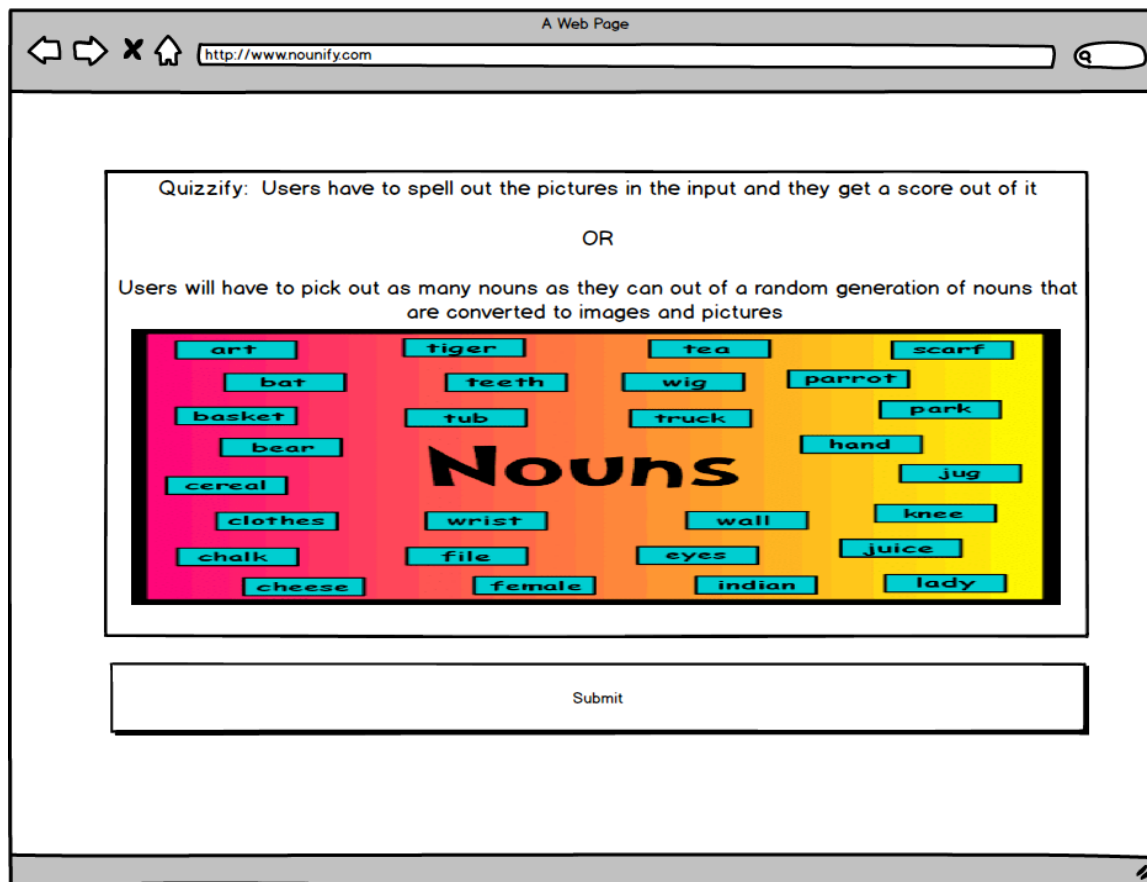 A Web Page
http://www.nounify.com
Quizzify: Users have to spell out the pictures in the input and they get a score out of it
OR
Users will have to pick out as many nouns as they can out of a random generation of nouns that
are converted to images and pictures
art tiger tea scarf
bat teeth wig parrot
basket tub truck park
bear hand
Nouns
cereal jug
clothes wrist wall knee
chalk file eyes juice
cheese female indian lady
Submit